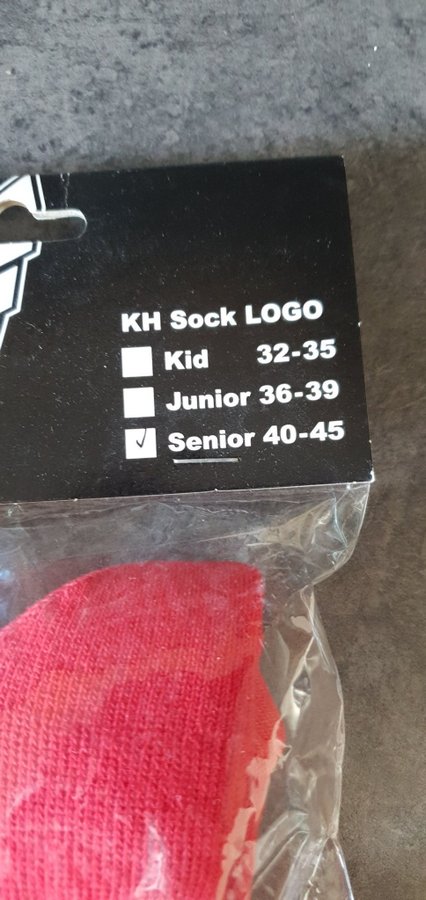 KH Sock LOGO
Kid 32-35
Junior 36-39
Senior 40-45